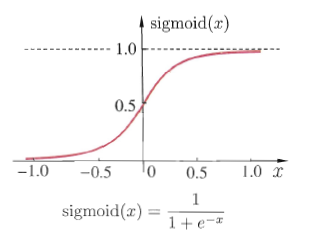 sigmoid(x)
1.0
0.5
−1.0 −0.5 0 0.5 1.0 x
sigmoid(x) = 1 / (1 + e^{−x})